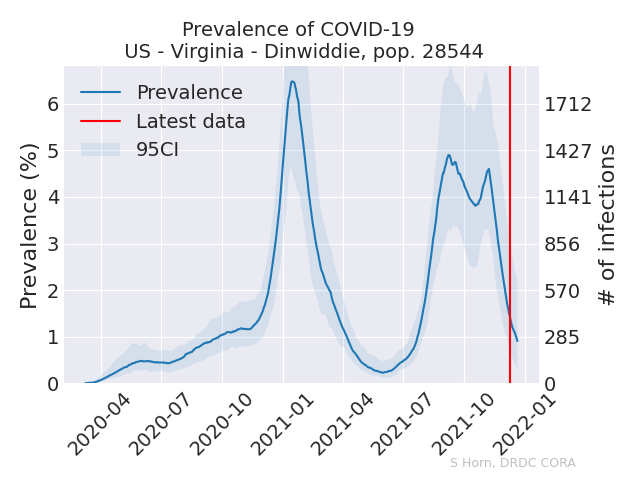 Prevalence of COVID-19
US - Virginia - Dinwiddie, pop. 28544
Prevalence
Latest data
95CI
Prevalence (%)
6
5
4
3
2
1
0
1712
1427
1141
856
570
285
0
# of infections
2020-04
2020-07
2020-10
2021-01
2021-04
2021-07
2021-10
2022-01
S Horn, DRDC CORA